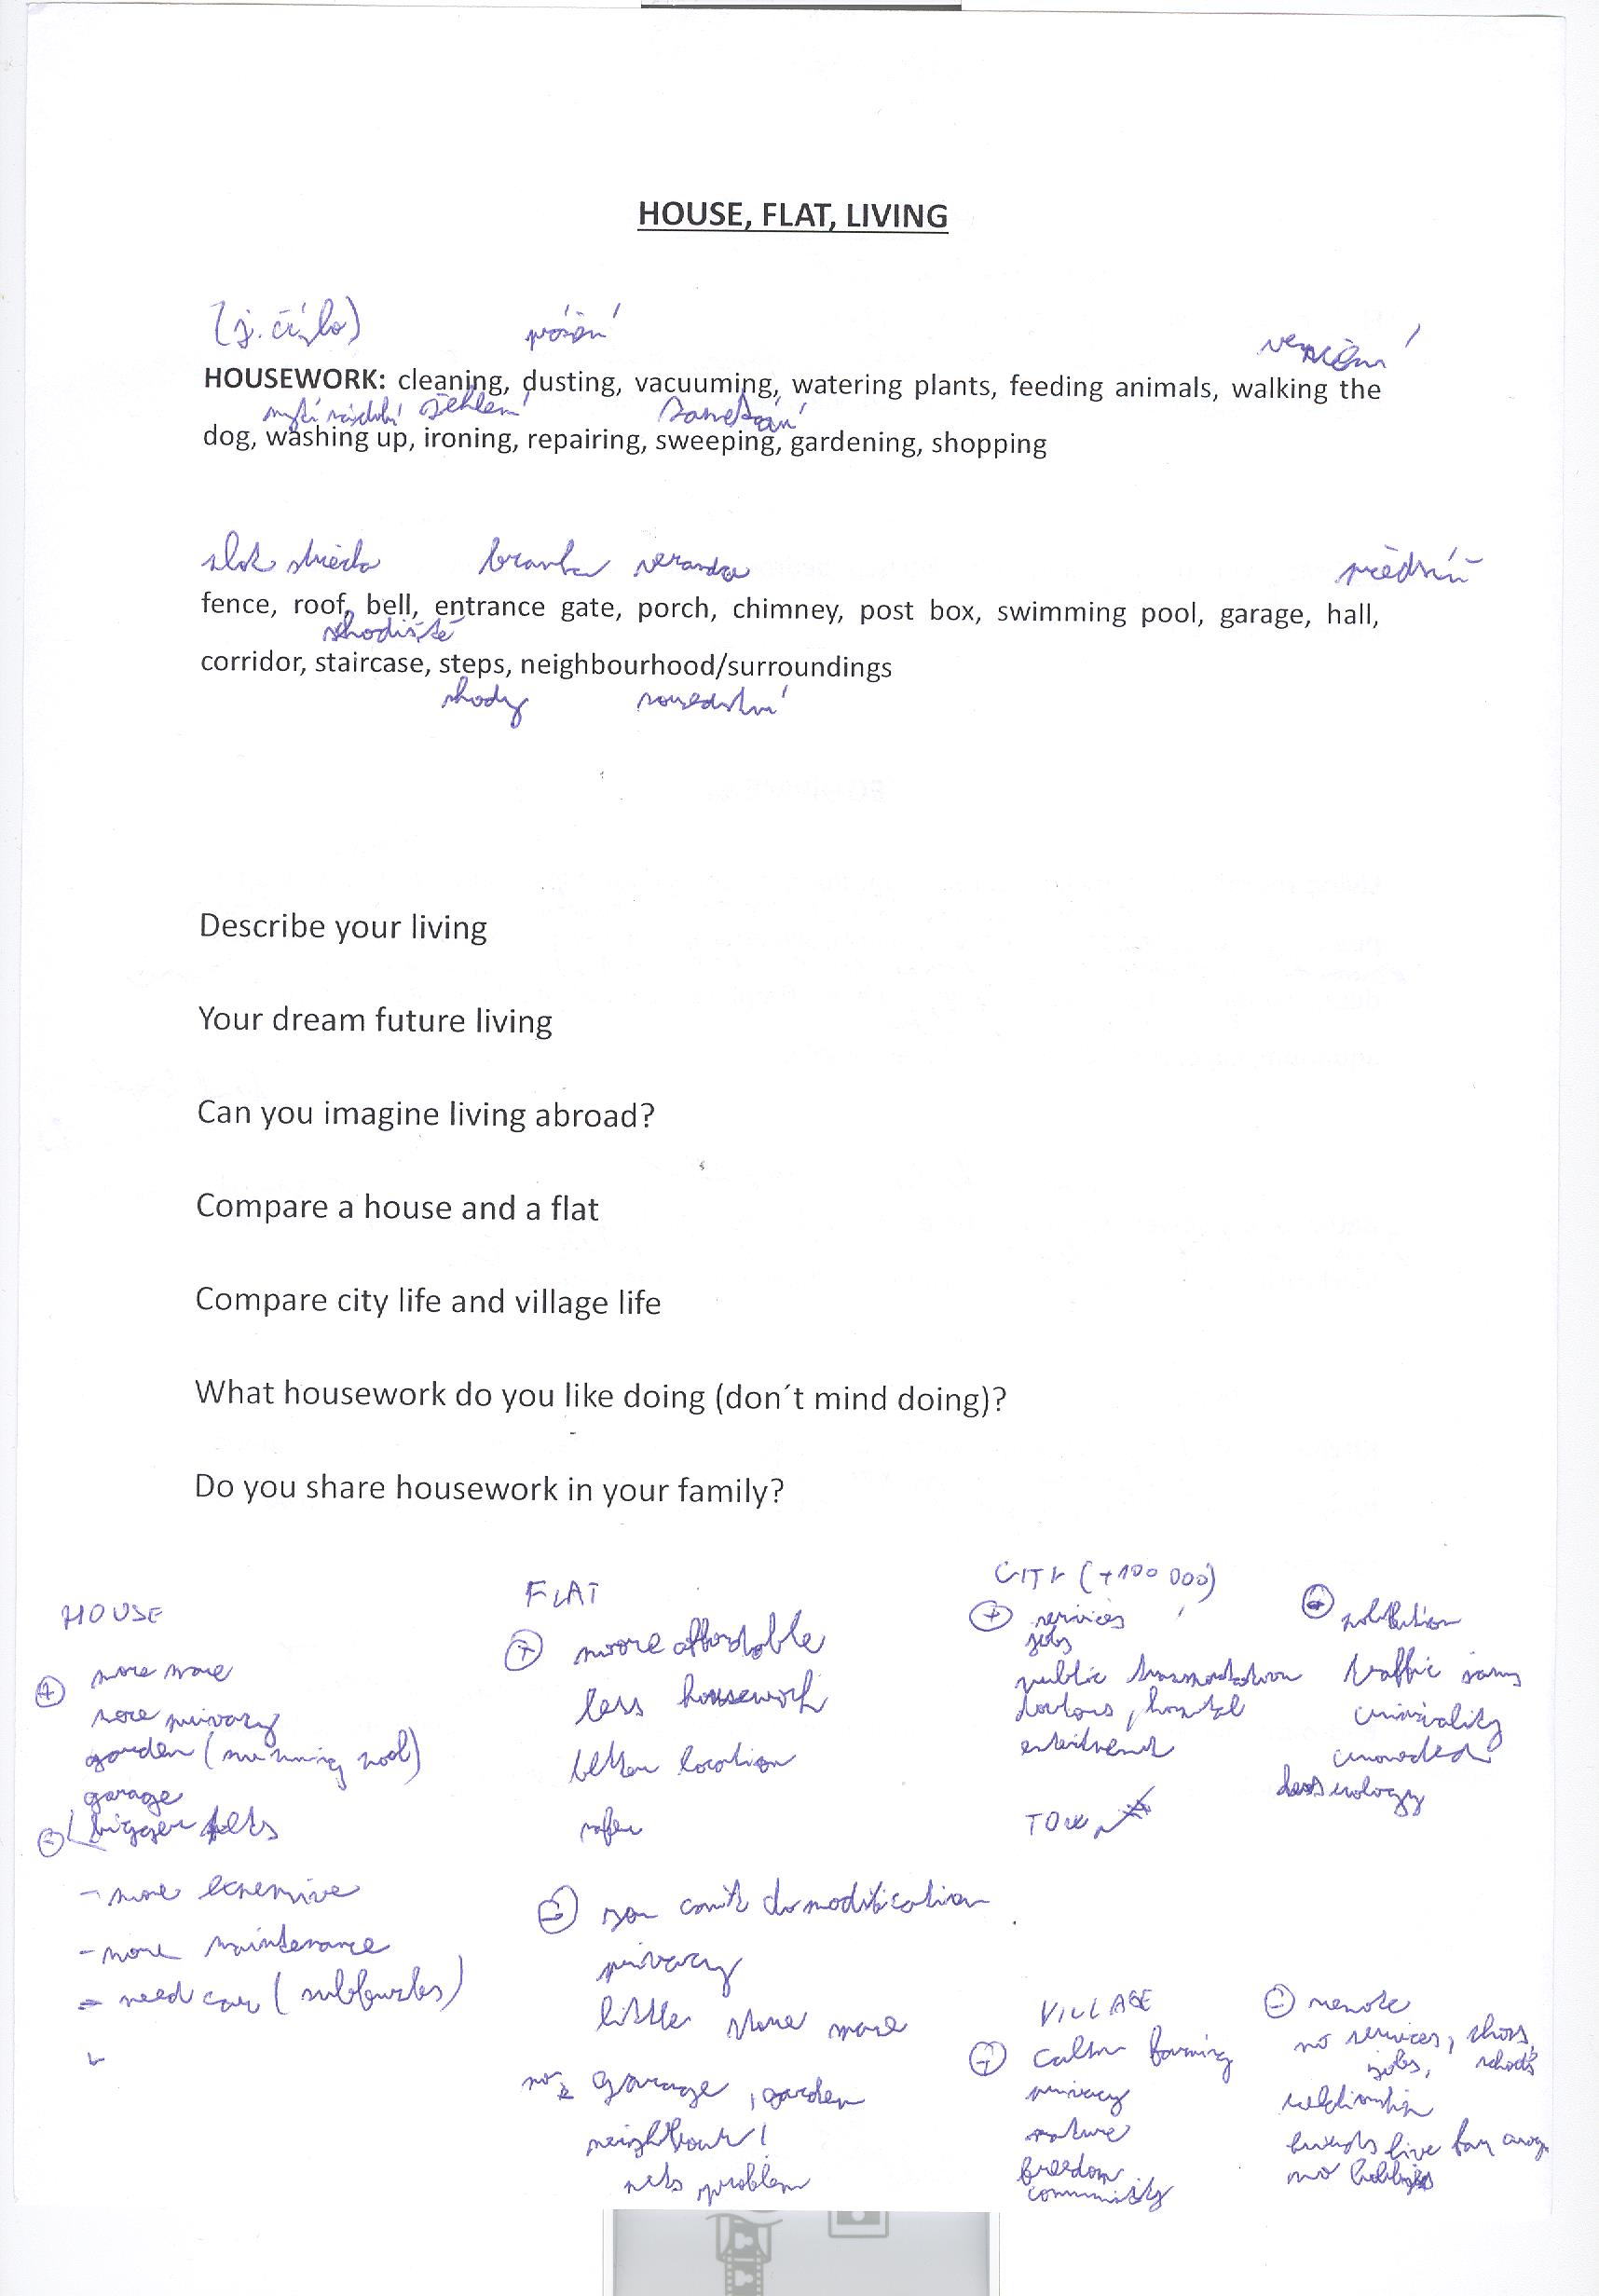 HOUSE, FLAT, LIVING
(j. číslo)
venčění
HOUSEWORK: cleaning, dusting, vacuuming, watering plants, feeding animals, walking the
mytí nádobí žehlení zametání
dog, washing up, ironing, repairing, sweeping, gardening, shopping
plot střecha branka veranda předsíň
fence, roof, bell, entrance gate, porch, chimney, post box, swimming pool, garage, hall,
schodiště
corridor, staircase, steps, neighbourhood/surroundings
schody sousedství
Describe your living
Your dream future living
Can you imagine living abroad?
Compare a house and a flat
Compare city life and village life
What housework do you like doing (don´t mind doing)?
Do you share housework in your family?
HOUSE
+ more
more privacy
garden (swimming pool)
garage
bigger pets
-
- more expensive
- more maintenance
- need car (
FLAT
+ more affordable
less housework
better location
safer
- you can't do modification
privacy
little
no garage, garden
neighbours!
pets problem
CITY (+100 000)
+ services
jobs
public transportation
doctors, hospital
TOWN
- pollution
traffic jams
criminality
crowded
less ecology
VILLAGE
+ calm farming
privacy
nature
freedom
community
- remote
no services, shops,
jobs, schools
relationship
friends live far away
no hobbies